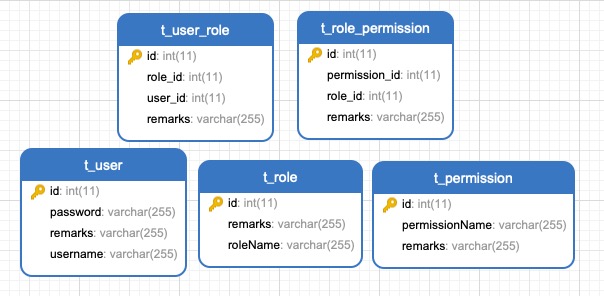 t_user_role
id: int(11)
role_id: int(11)
user_id: int(11)
remarks: varchar(255)
t_role_permission
id: int(11)
permission_id: int(11)
role_id: int(11)
remarks: varchar(255)
t_user
id: int(11)
password: varchar(255)
remarks: varchar(255)
username: varchar(255)
t_role
id: int(11)
remarks: varchar(255)
roleName: varchar(255)
t_permission
id: int(11)
permissionName: varchar(255)
remarks: varchar(255)